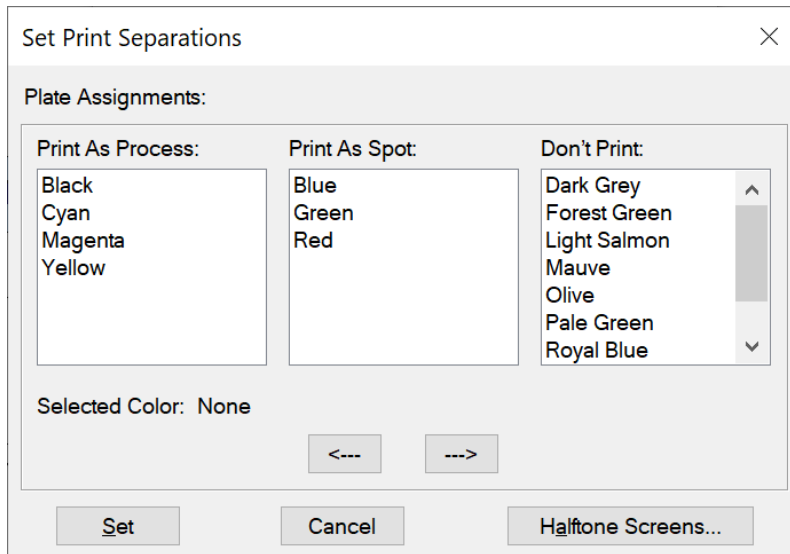 Set Print Separations
Plate Assignments:
Print As Process:
Black
Cyan
Magenta
Yellow
Print As Spot:
Blue
Green
Red
Don't Print:
Dark Grey
Forest Green
Light Salmon
Mauve
Olive
Pale Green
Royal Blue
Selected Color: None
<--- --->
Set Cancel Halftone Screens...